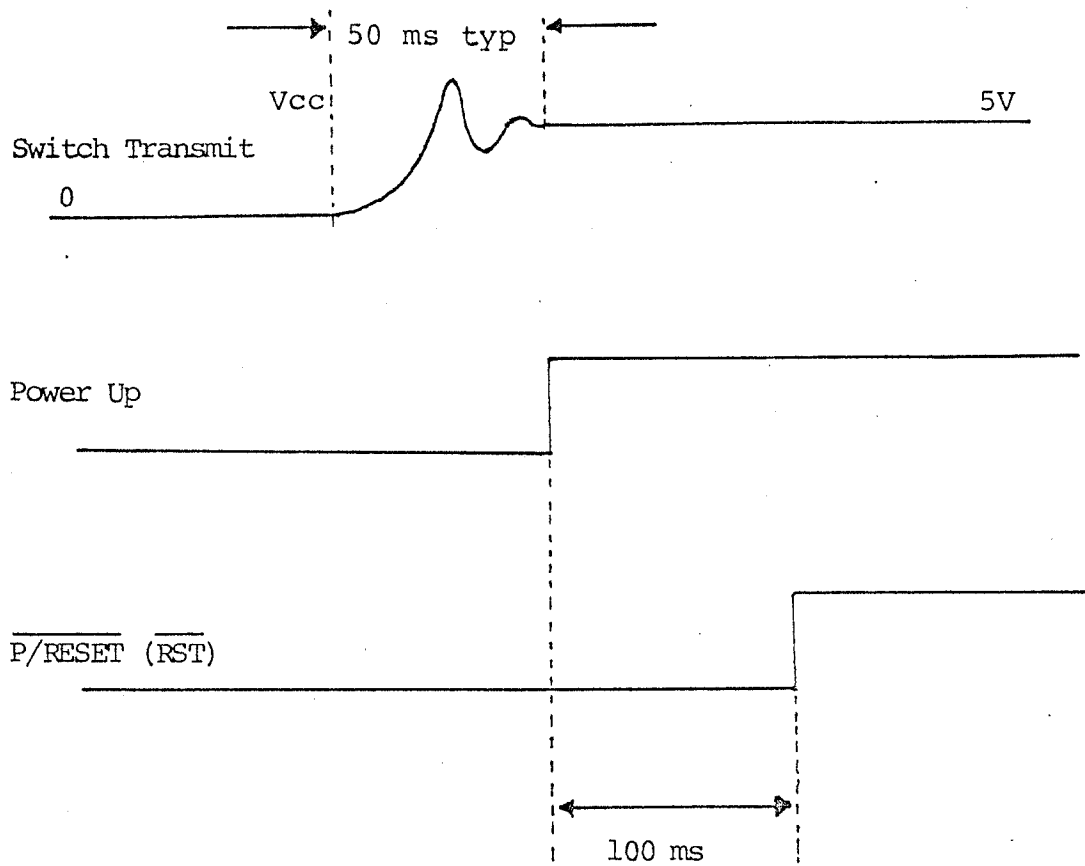 50 ms typ
Vcc
5V
Switch Transmit
0
Power Up
P/RESET (RST)
100 ms